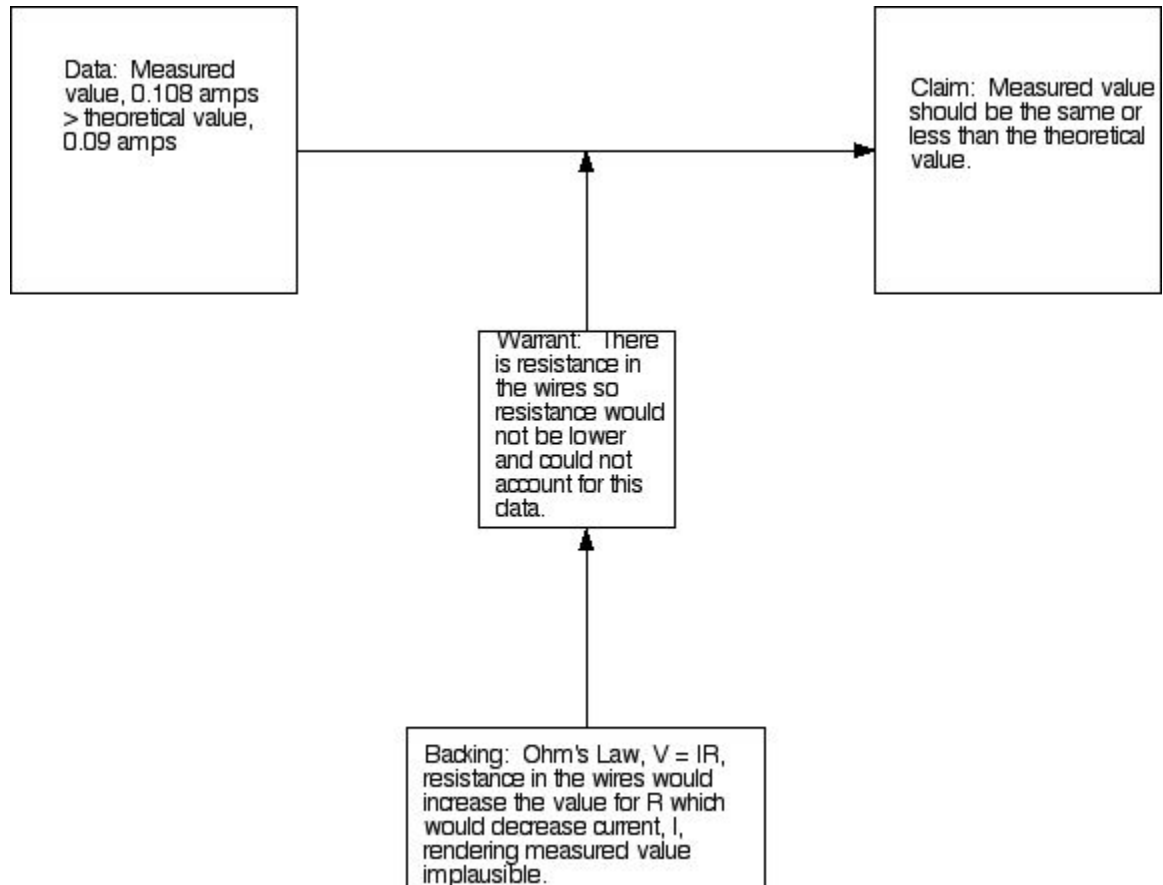 Data:  Measured
value, 0.108 amps
> theoretical value,
0.09 amps
Claim:  Measured value
should be the same or
less than the theoretical
value.
Warrant:   There
is resistance in
the wires so
resistance would
not be lower
and could not
account for this
data.
Backing:  Ohm's Law, V = IR,
resistance in the wires would
increase the value for R which
would decrease current, I,
rendering measured value
implausible.